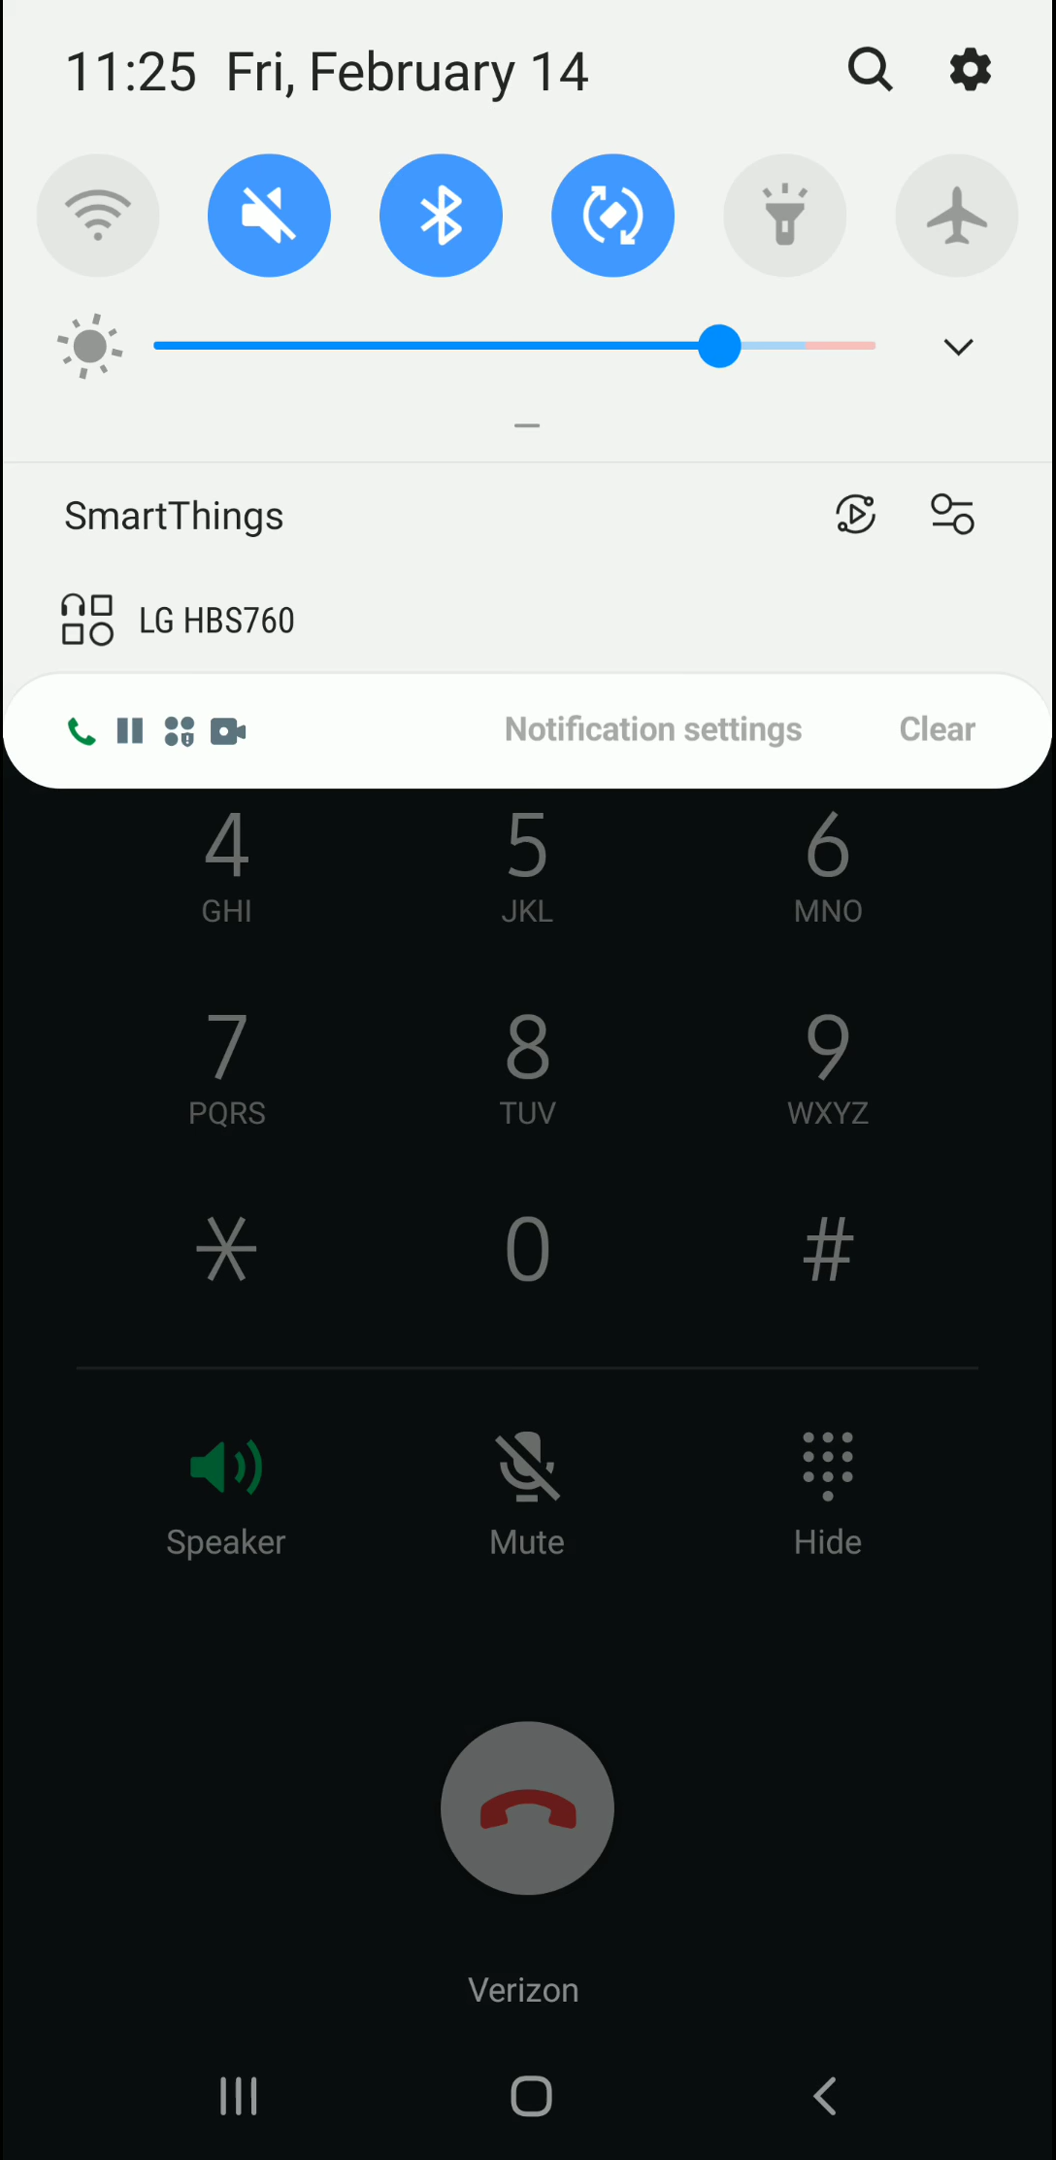 11:25 Fri, February 14
SmartThings
LG HBS760
Notification settings Clear
4 5 6
GHI JKL MNO
7 8 9
PQRS TUV WXYZ
* 0 #
Speaker Mute Hide
Verizon